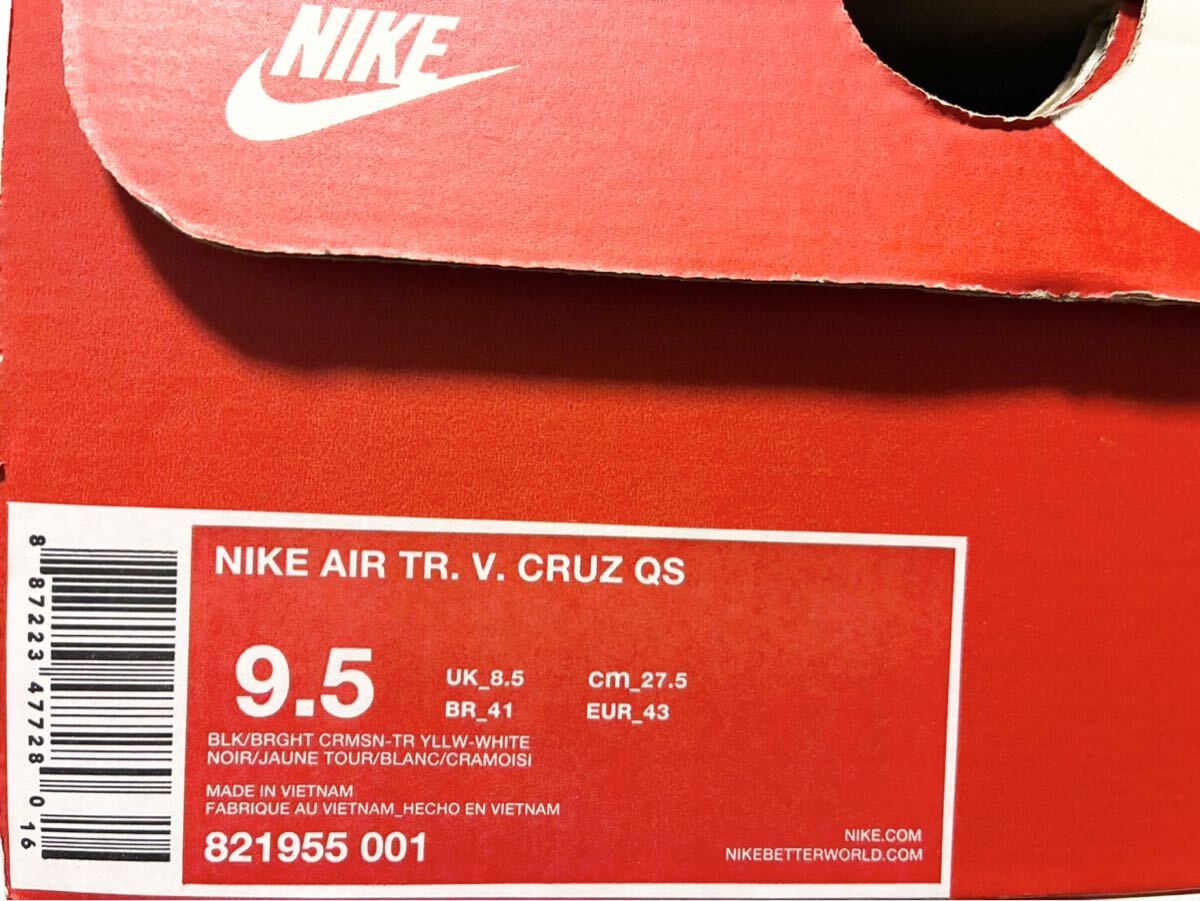 NIKE
NIKE AIR TR. V. CRUZ QS
9.5
UK_8.5 cm_27.5
BR_41 EUR_43
BLK/BRGHT CRMSN-TR YLLW-WHITE
NOIR/JAUNE TOUR/BLANC/CRAMOISI
MADE IN VIETNAM
FABRIQUE AU VIETNAM_HECHO EN VIETNAM
821955 001
NIKE.COM
NIKEBETTERWORLD.COM
8 87223 47728 0 16